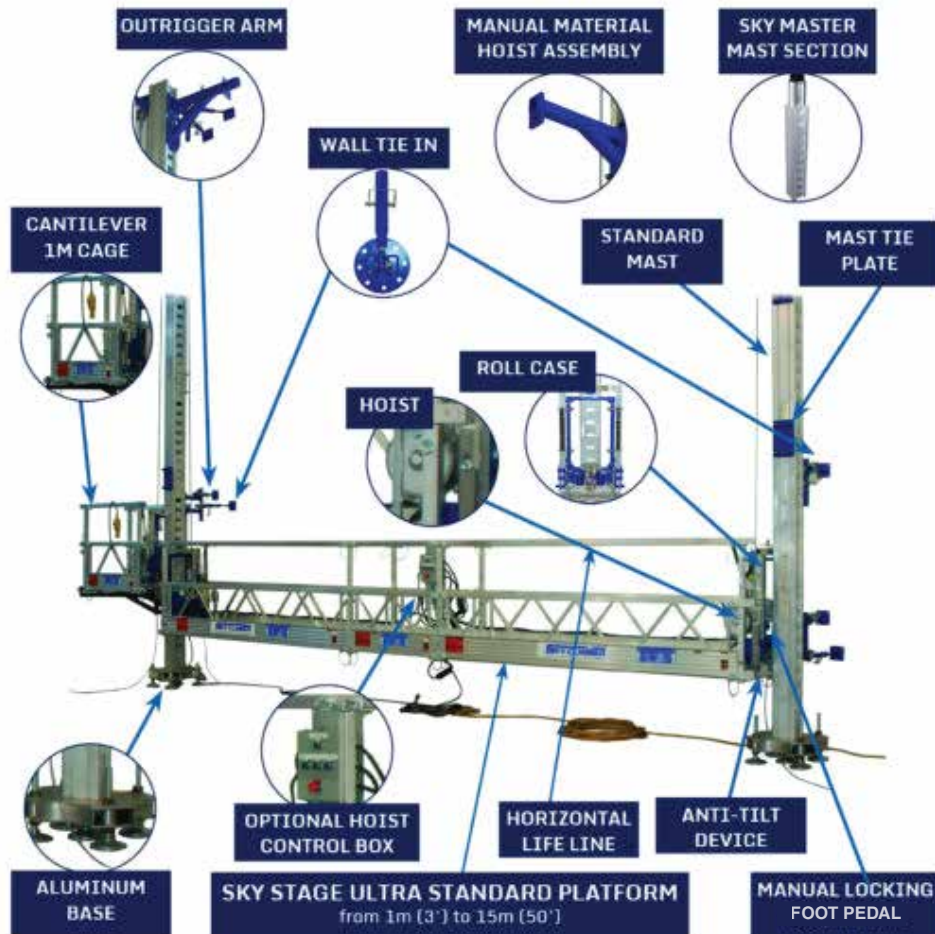 OUTRIGGER ARM
MANUAL MATERIAL
HOIST ASSEMBLY
SKY MASTER
MAST SECTION
WALL TIE IN
CANTILEVER
1M CAGE
STANDARD
MAST
MAST TIE
PLATE
ROLL CASE
HOIST
OPTIONAL HOIST
CONTROL BOX
HORIZONTAL
LIFE LINE
ANTI-TILT
DEVICE
ALUMINUM
BASE
SKY STAGE ULTRA STANDARD PLATFORM
from 1m (3') to 15m (50')
MANUAL LOCKING
FOOT PEDAL